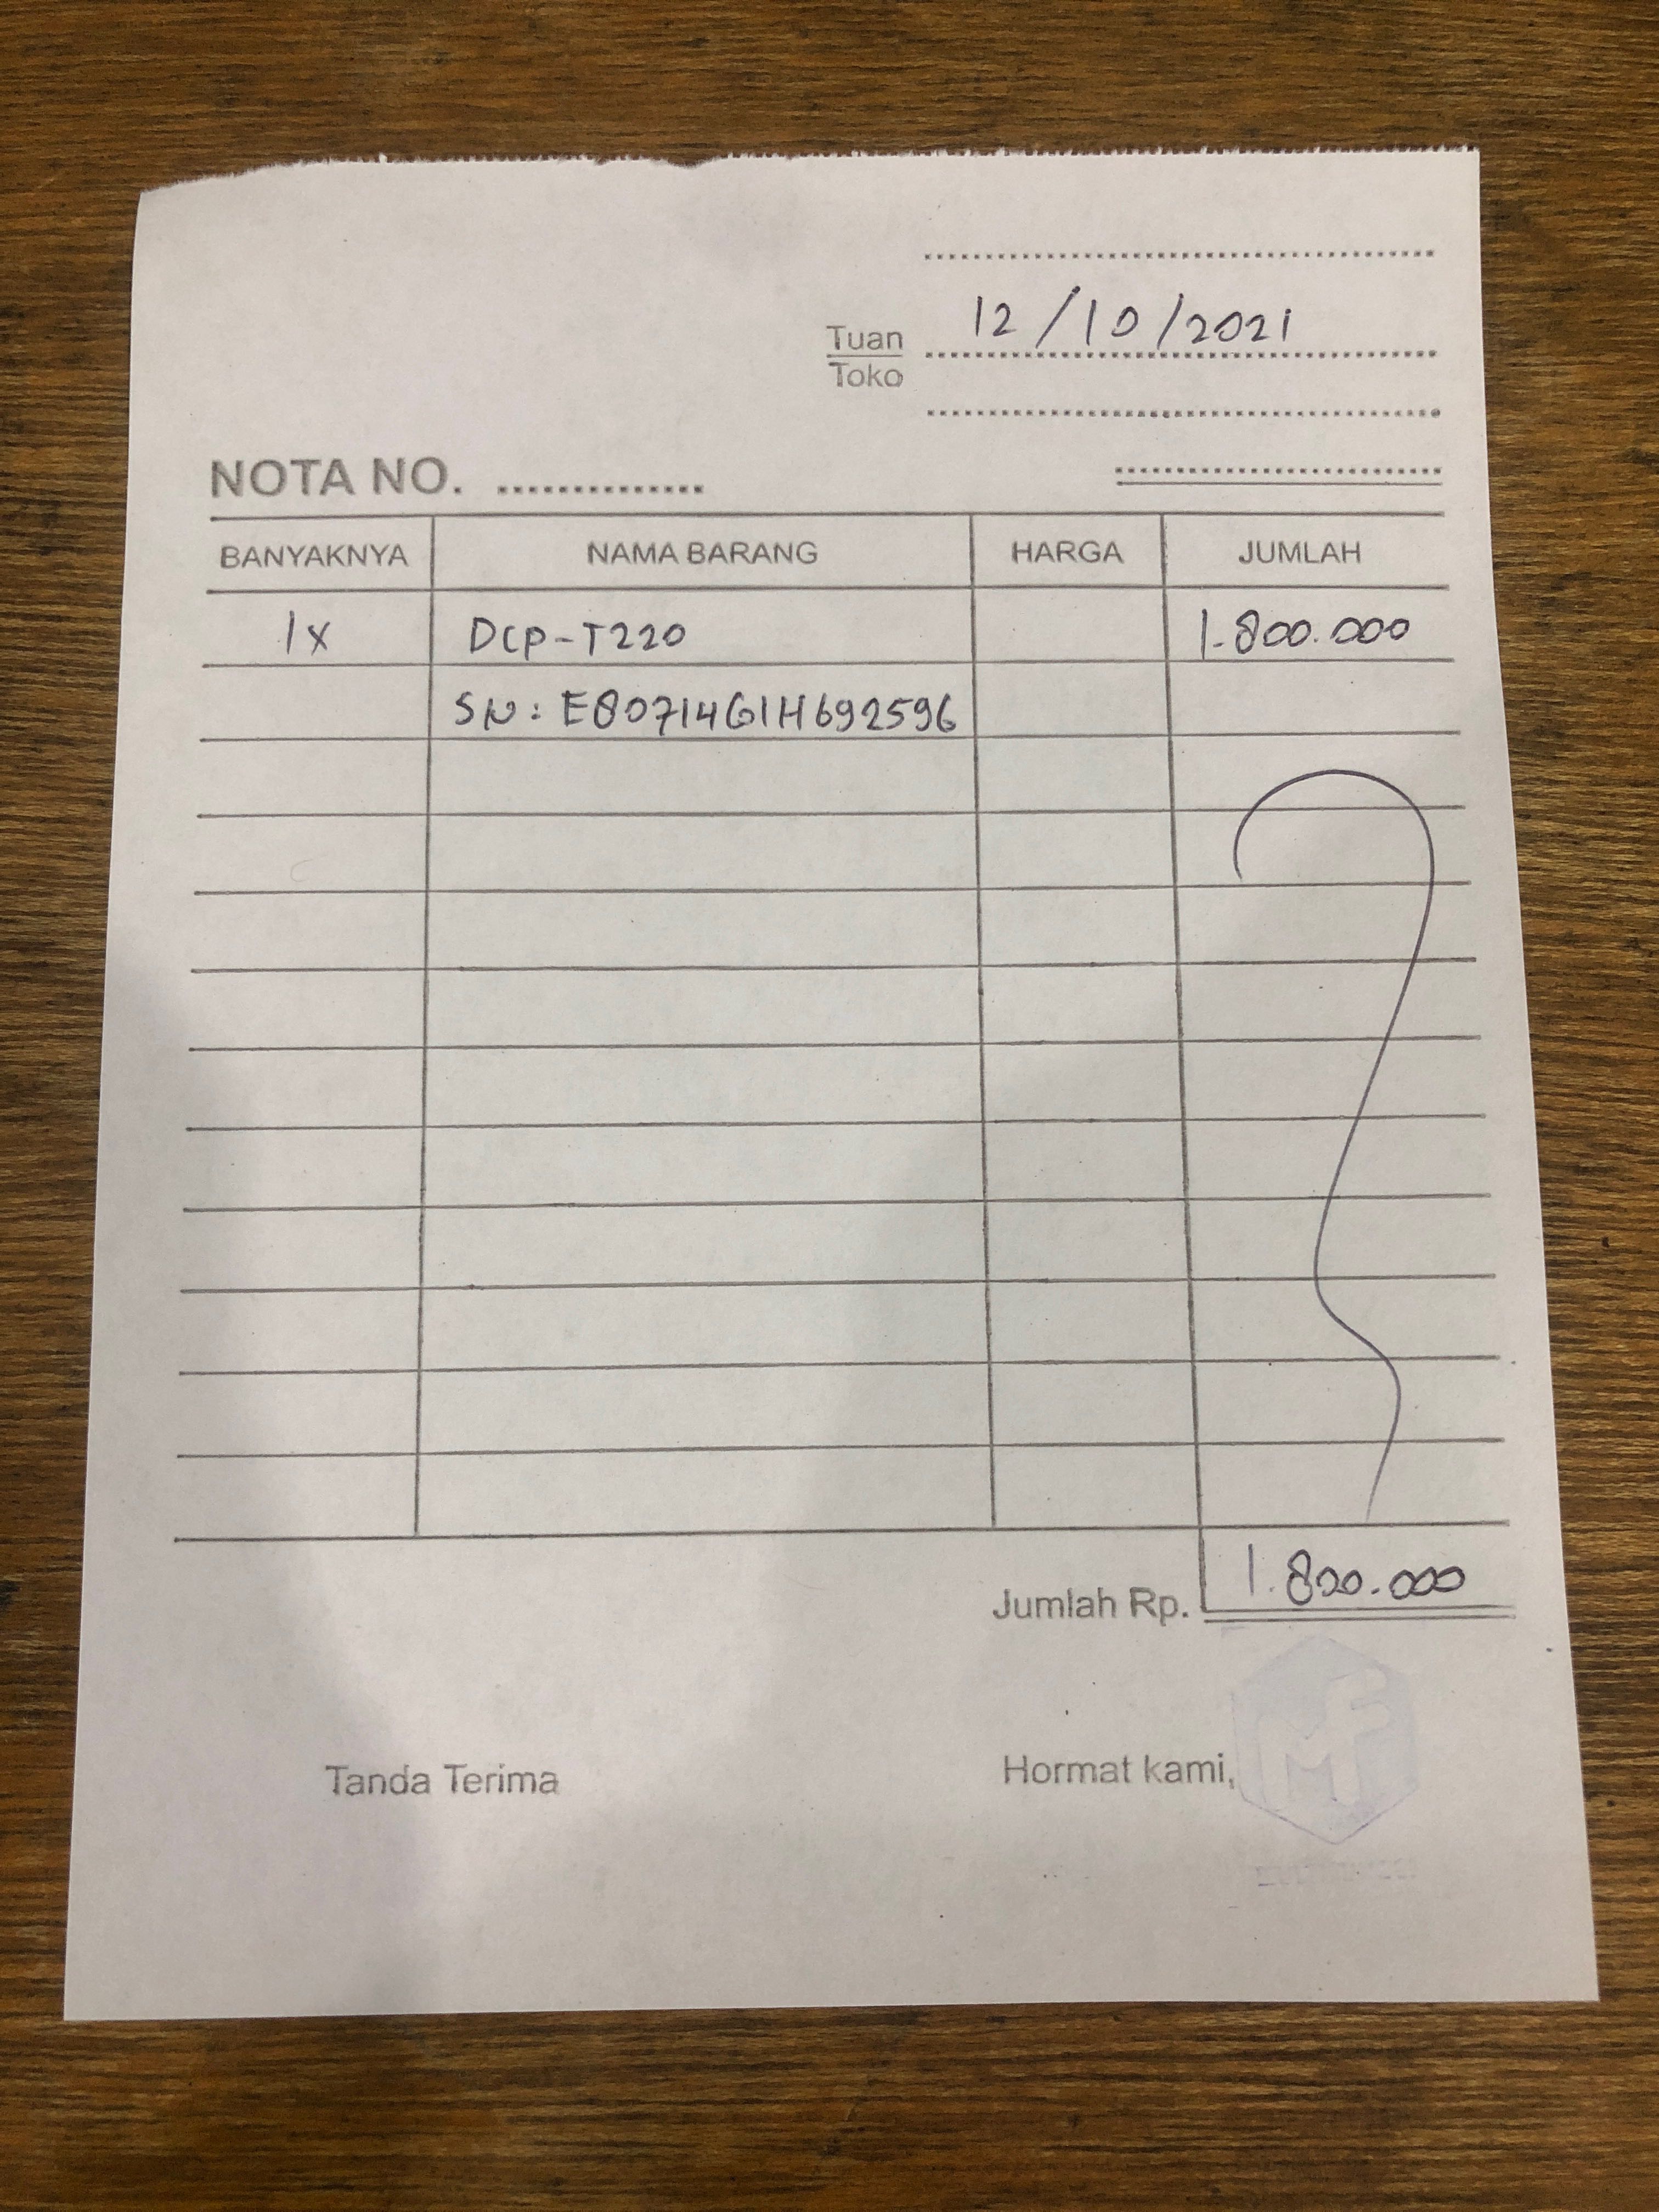 12/10/2021
Tuan
Toko
NOTA NO. ..............
BANYAKNYA NAMA BARANG HARGA JUMLAH
1x DCP-T220 1.800.000
SN: E80714G1H692596
Jumlah Rp. 1.800.000
Tanda Terima Hormat kami,
MF